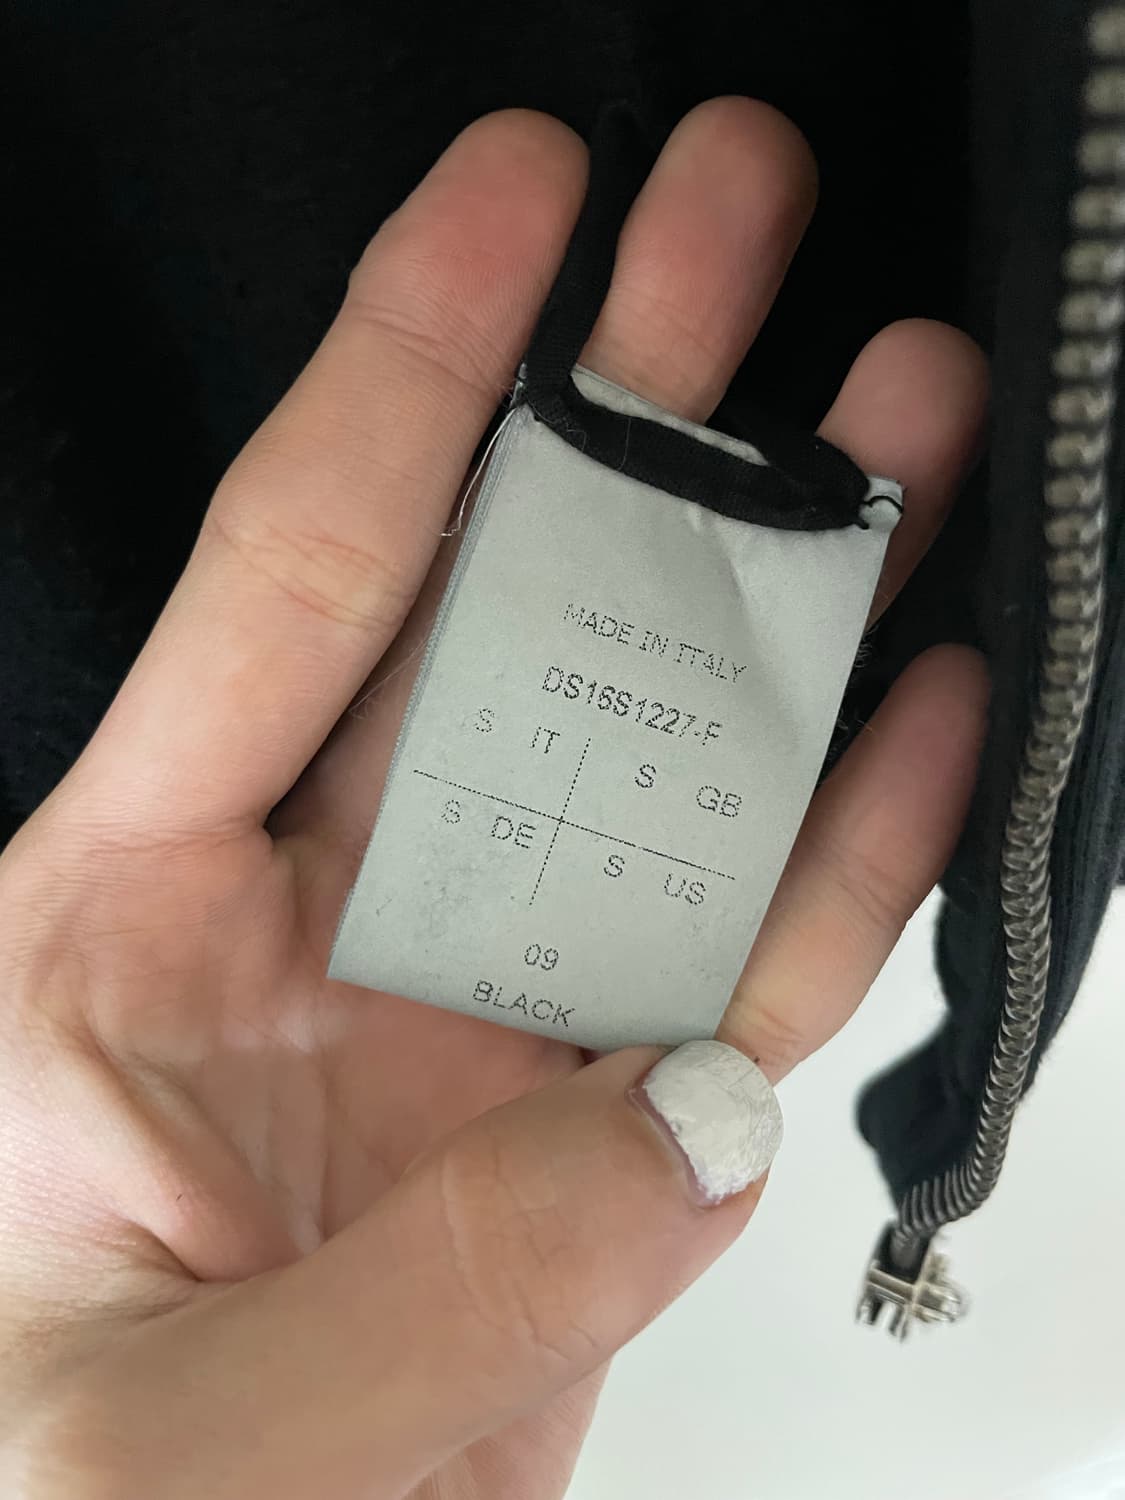 MADE IN ITALY
DS16S1227-F
S IT S GB
S DE S US
09
BLACK